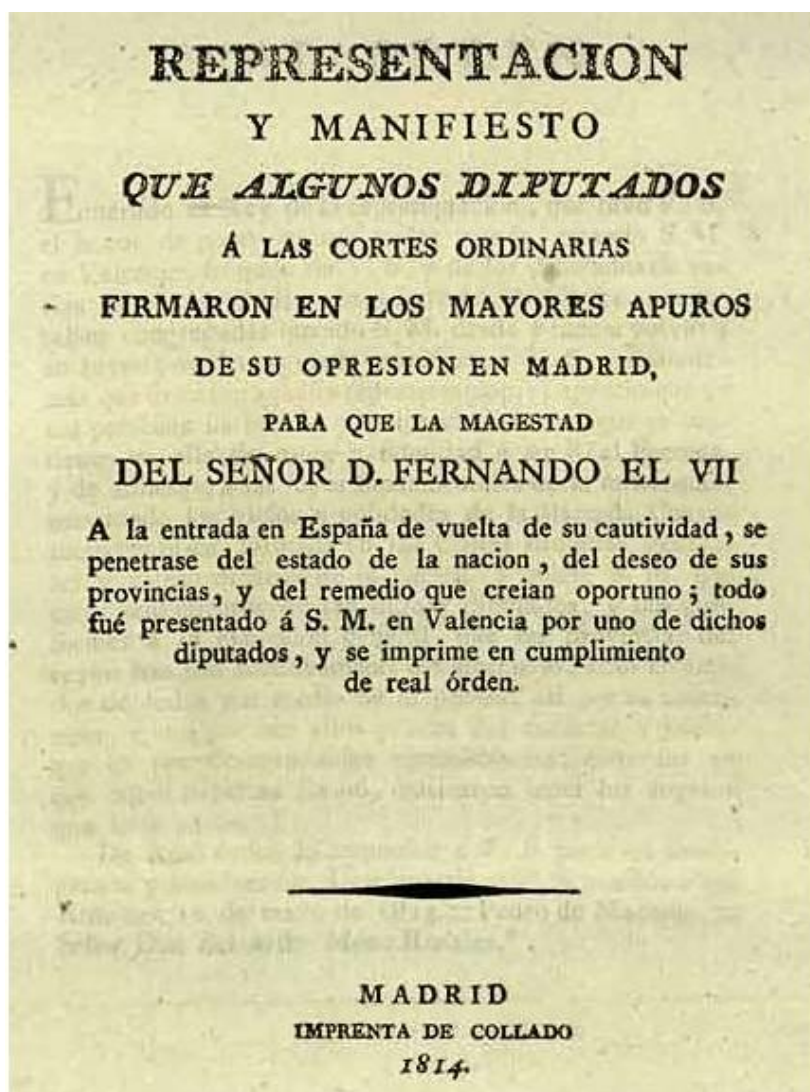 REPRESENTACION
Y MANIFIESTO
QUE ALGUNOS DIPUTADOS
Á LAS CORTES ORDINARIAS
FIRMARON EN LOS MAYORES APUROS
DE SU OPRESION EN MADRID,
PARA QUE LA MAGESTAD
DEL SEÑOR D. FERNANDO EL VII
A la entrada en España de vuelta de su cautividad, se
penetrase del estado de la nacion, del deseo de sus
provincias, y del remedio que creian oportuno; todo
fué presentado á S. M. en Valencia por uno de dichos
diputados, y se imprime en cumplimiento
de real órden.
MADRID
IMPRENTA DE COLLADO
1814.